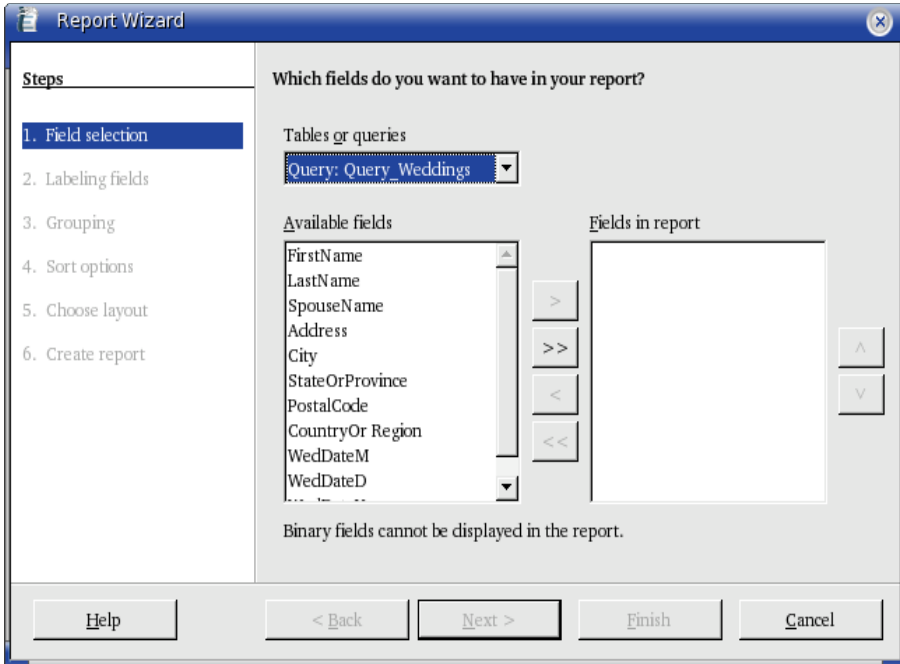 Report Wizard
Steps
1. Field selection
2. Labeling fields
3. Grouping
4. Sort options
5. Choose layout
6. Create report
Which fields do you want to have in your report?
Tables or queries
Query: Query_Weddings
Available fields
FirstName
LastName
SpouseName
Address
City
StateOrProvince
PostalCode
CountryOr Region
WedDateM
WedDateD
>
>>
<
<<
Fields in report
^
v
Binary fields cannot be displayed in the report.
Help
< Back
Next >
Finish
Cancel